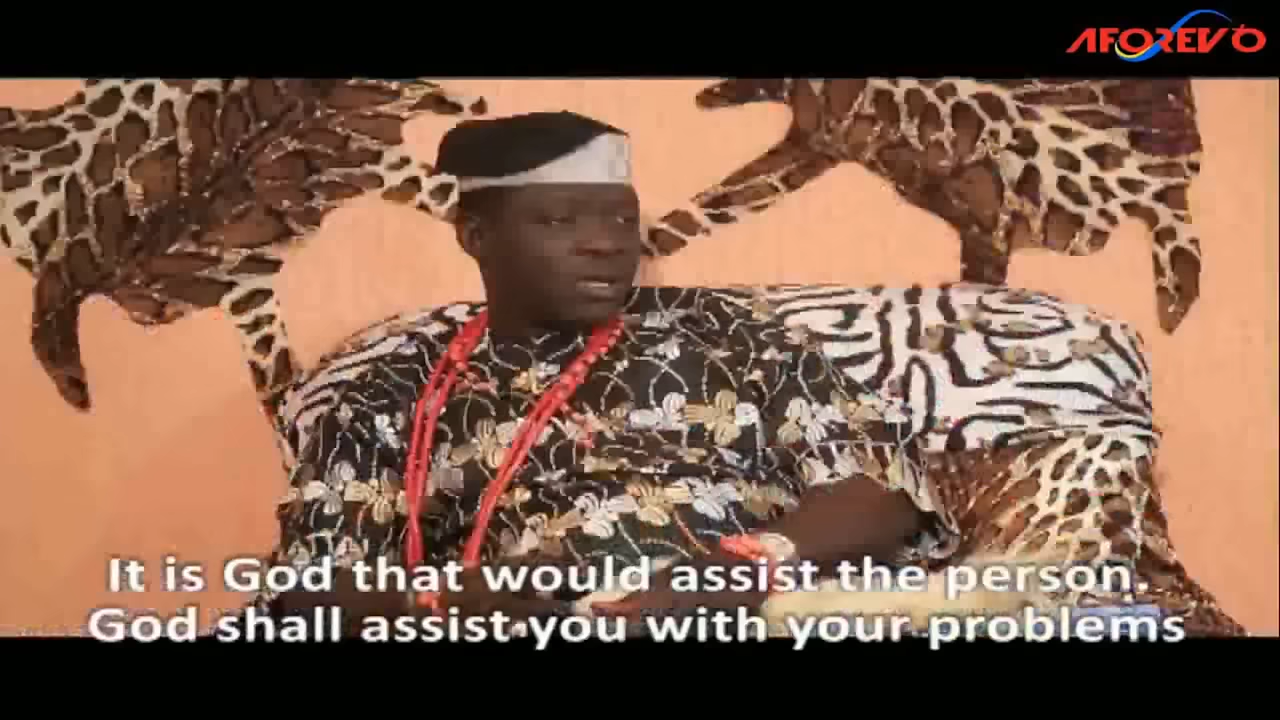 AFOREVO
It is God that would assist the person.
God shall assist you with your problems